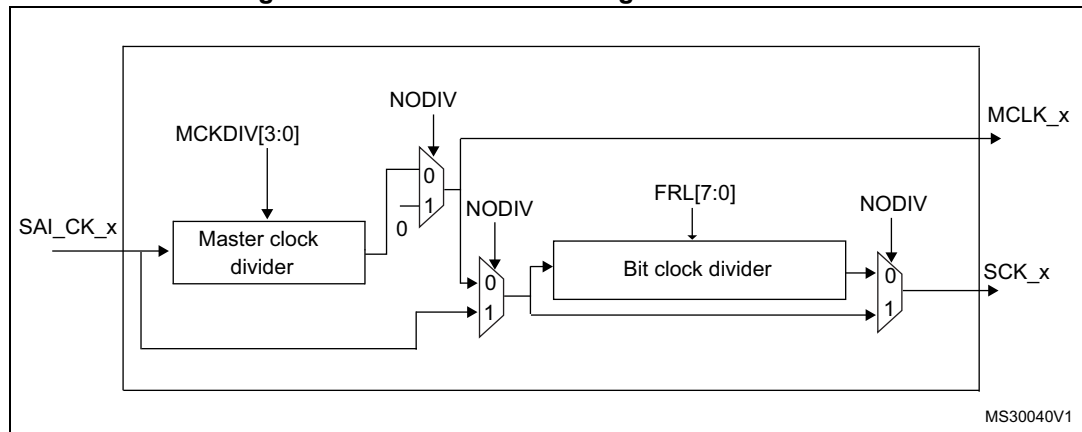 NODIV
MCLK_x
MCKDIV[3:0]
0
1
0
FRL[7:0]
NODIV
NODIV
SAI_CK_x
Master clock
divider
Bit clock divider
0
1
0
1
SCK_x
MS30040V1